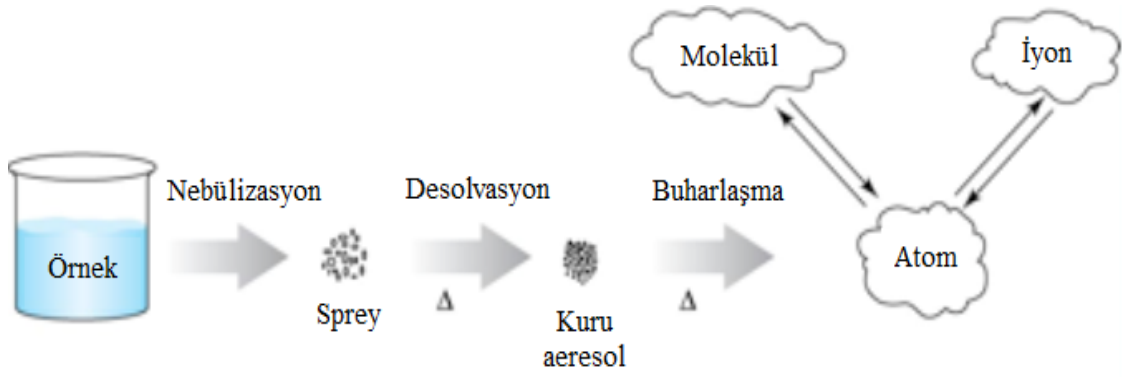 Molekül
İyon
Nebülizasyon
Desolvasyon
Buharlaşma
Örnek
Atom
Sprey
Δ
Kuru
aeresol
Δ